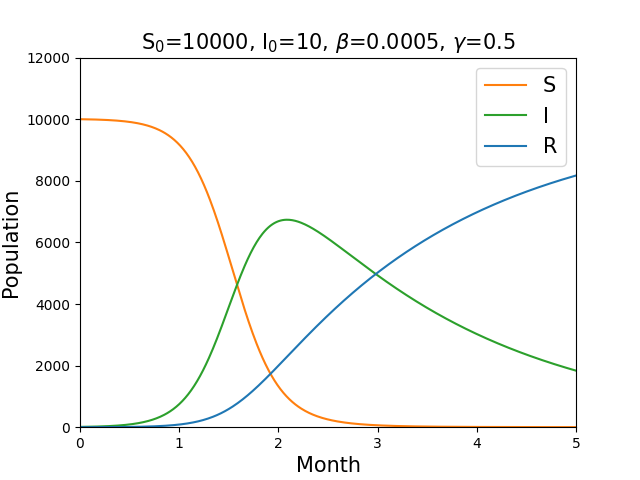 S₀=10000, I₀=10, β=0.0005, γ=0.5
12000
10000
8000
6000
4000
2000
0
Population
S
I
R
0 1 2 3 4 5
Month